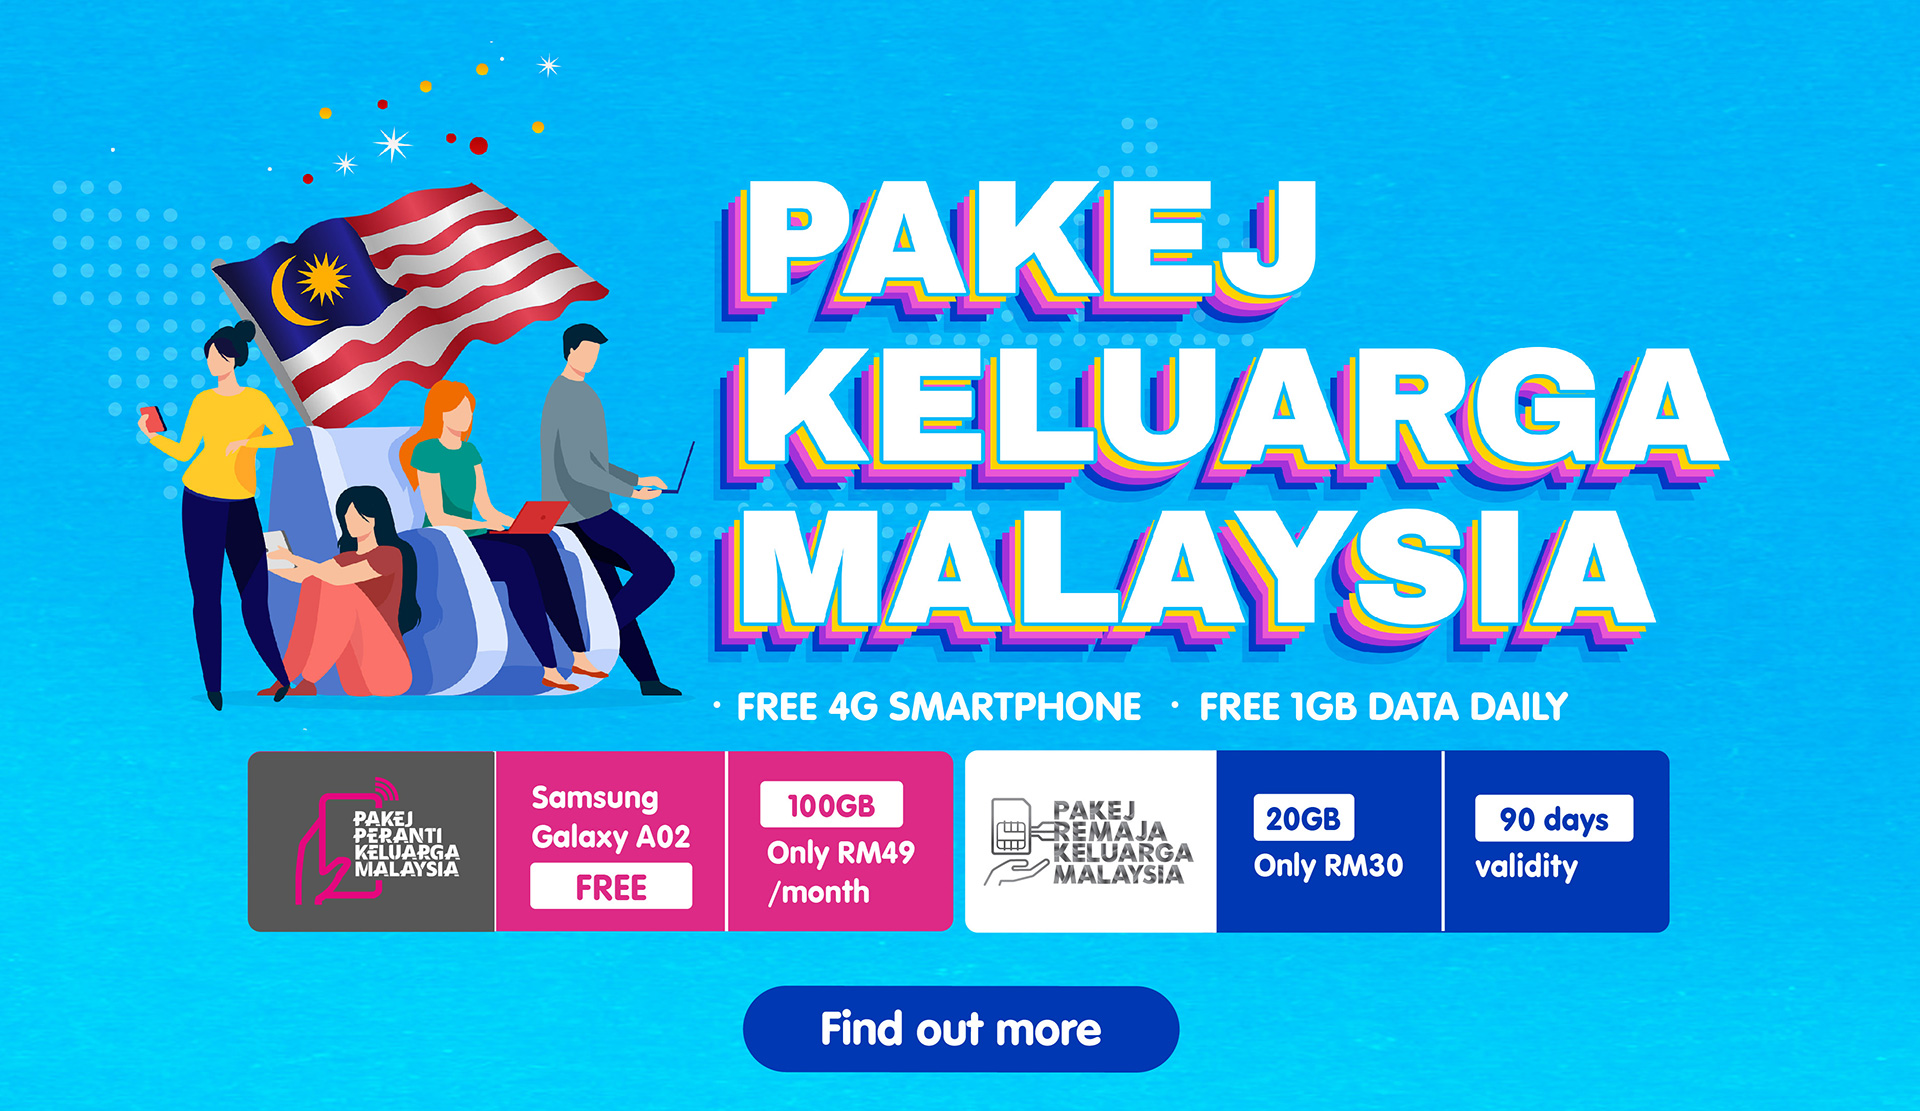 PAKEJ
KELUARGA
MALAYSIA
· FREE 4G SMARTPHONE · FREE 1GB DATA DAILY
PAKEJ
PERANTI
KELUARGA
MALAYSIA
Samsung
Galaxy A02
FREE
100GB
Only RM49
/month
PAKEJ
REMAJA
KELUARGA
MALAYSIA
20GB
Only RM30
90 days
validity
Find out more